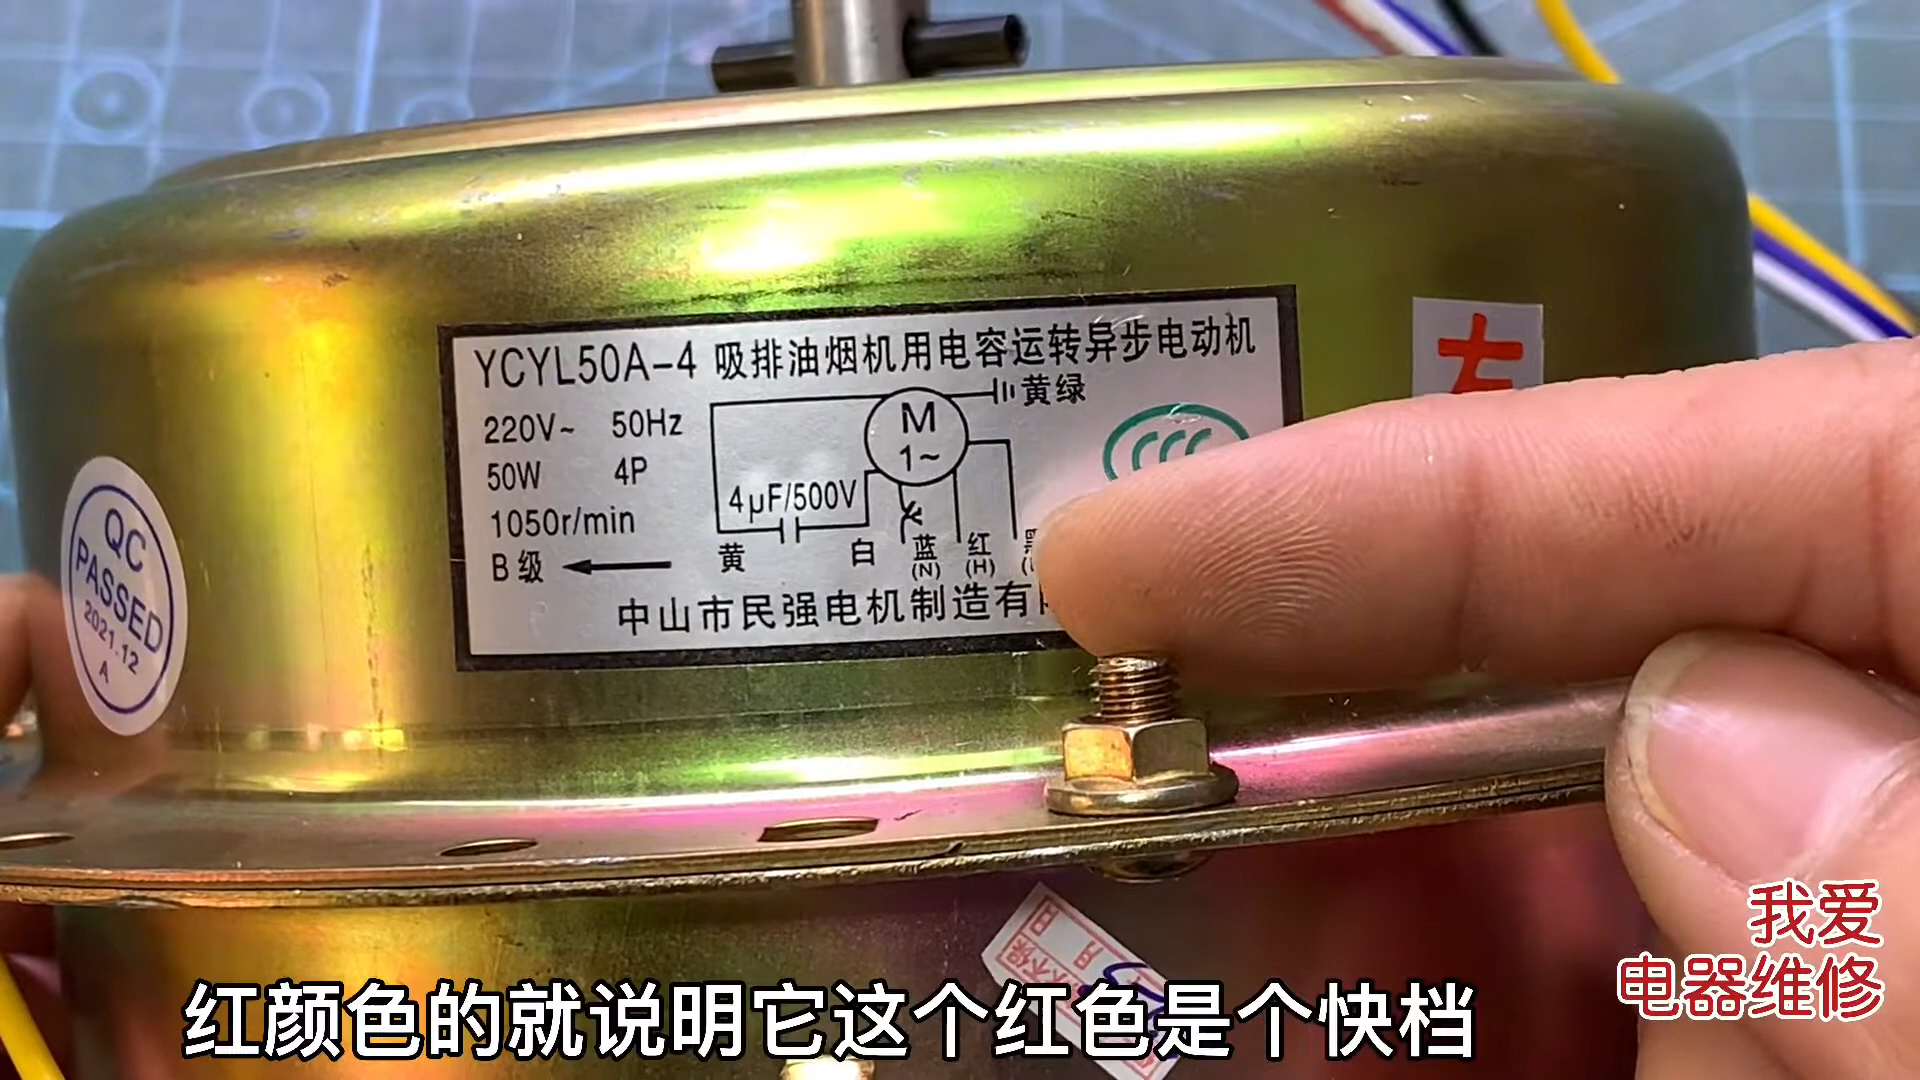 YCYL50A-4 吸排油烟机用电容运转异步电动机
220V~ 50Hz
50W 4P
1050r/min
B级
M
1~
黄绿
4μF/500V
黄 白 蓝 红
(N) (H)
中山市民强电机制造有
CCC
QC
PASSED
2021.12
A
月
日
我爱
电器维修
红颜色的就说明它这个红色是个快档